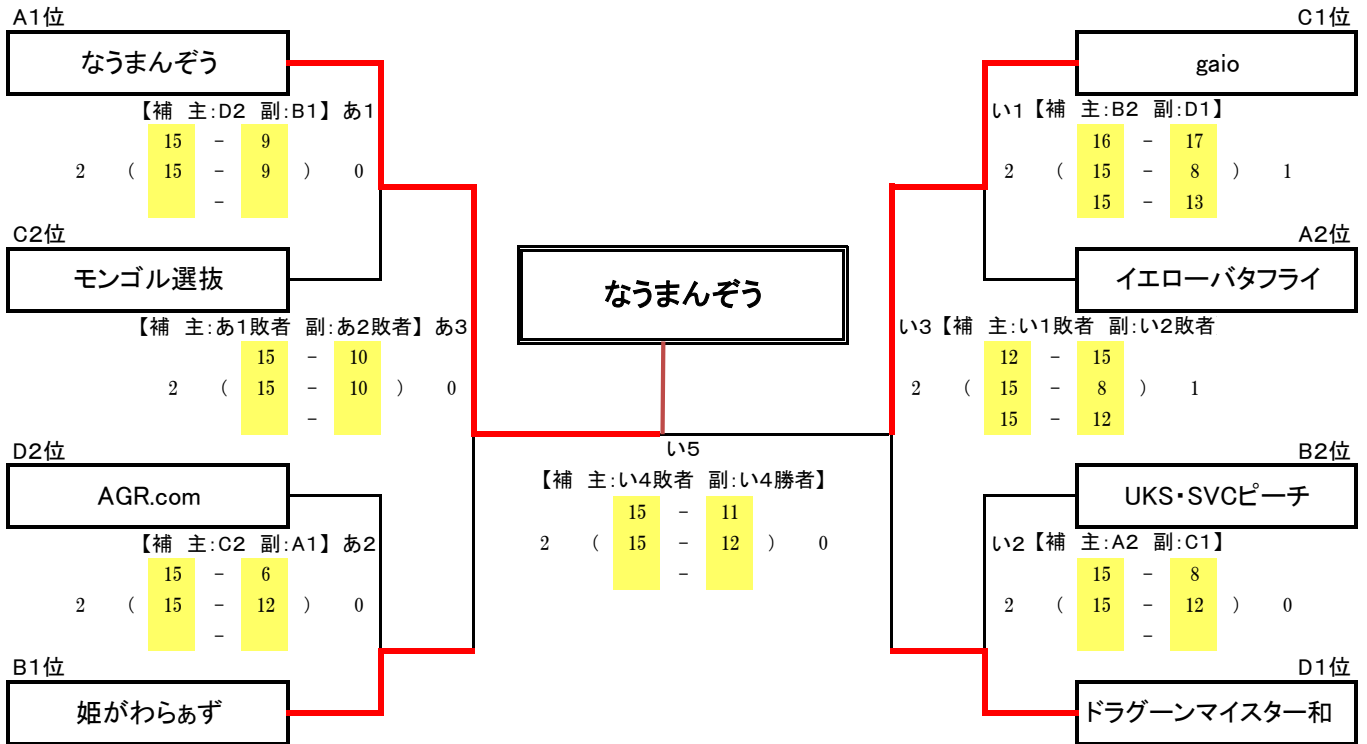 A1位
C1位
なうまんぞう
gaio
【補 主:D2 副:B1】 あ1
い1【補 主:B2 副:D1】
15 - 9
2 ( 15 - 9 ) 0
-
16 - 17
2 ( 15 - 8 ) 1
15 - 13
C2位
A2位
モンゴル選抜
イエローバタフライ
なうまんぞう
【補 主:あ1敗者 副:あ2敗者】 あ3
い3【補 主:い1敗者 副:い2敗者
15 - 10
2 ( 15 - 10 ) 0
-
12 - 15
2 ( 15 - 8 ) 1
15 - 12
い5
【補 主:い4敗者 副:い4勝者】
15 - 11
2 ( 15 - 12 ) 0
-
D2位
B2位
AGR.com
UKS・SVCピーチ
【補 主:C2 副:A1】 あ2
い2【補 主:A2 副:C1】
15 - 6
2 ( 15 - 12 ) 0
-
15 - 8
2 ( 15 - 12 ) 0
-
B1位
D1位
姫がわらぁず
ドラグーンマイスター和